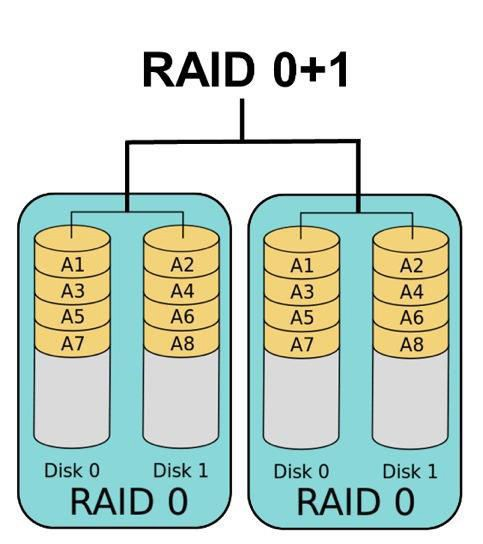 RAID 0+1
A1 A2 A1 A2
A3 A4 A3 A4
A5 A6 A5 A6
A7 A8 A7 A8
Disk 0 Disk 1 Disk 0 Disk 1
RAID 0 RAID 0